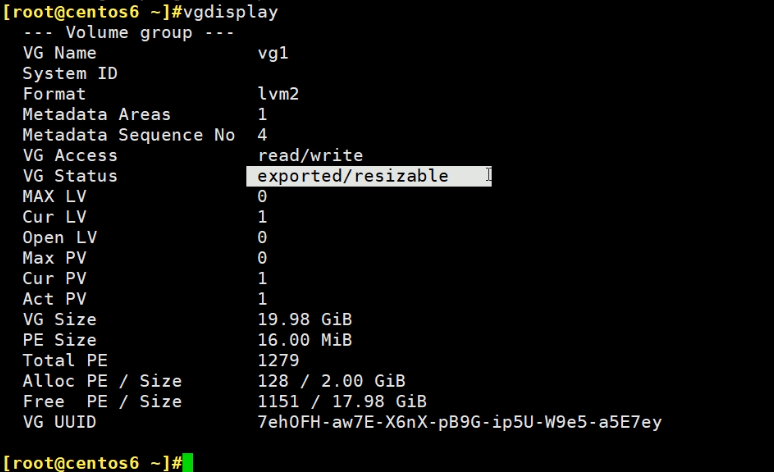 [root@centos6 ~]#vgdisplay
--- Volume group ---
VG Name vg1
System ID
Format lvm2
Metadata Areas 1
Metadata Sequence No 4
VG Access read/write
VG Status exported/resizable
MAX LV 0
Cur LV 1
Open LV 0
Max PV 0
Cur PV 1
Act PV 1
VG Size 19.98 GiB
PE Size 16.00 MiB
Total PE 1279
Alloc PE / Size 128 / 2.00 GiB
Free PE / Size 1151 / 17.98 GiB
VG UUID 7ehOFH-aw7E-X6nX-pB9G-ip5U-W9e5-a5E7ey
[root@centos6 ~]#